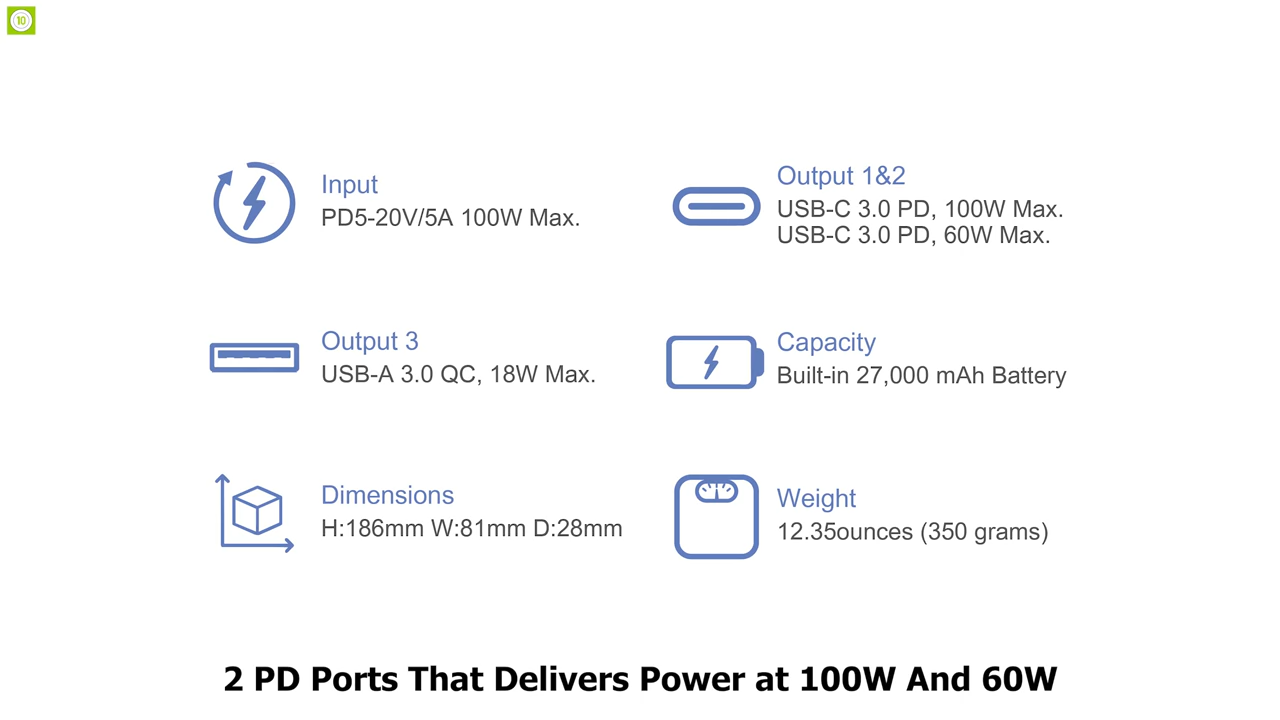 10
Input
PD5-20V/5A 100W Max.
Output 1&2
USB-C 3.0 PD, 100W Max.
USB-C 3.0 PD, 60W Max.
Output 3
USB-A 3.0 QC, 18W Max.
Capacity
Built-in 27,000 mAh Battery
Dimensions
H:186mm W:81mm D:28mm
Weight
12.35ounces (350 grams)
2 PD Ports That Delivers Power at 100W And 60W